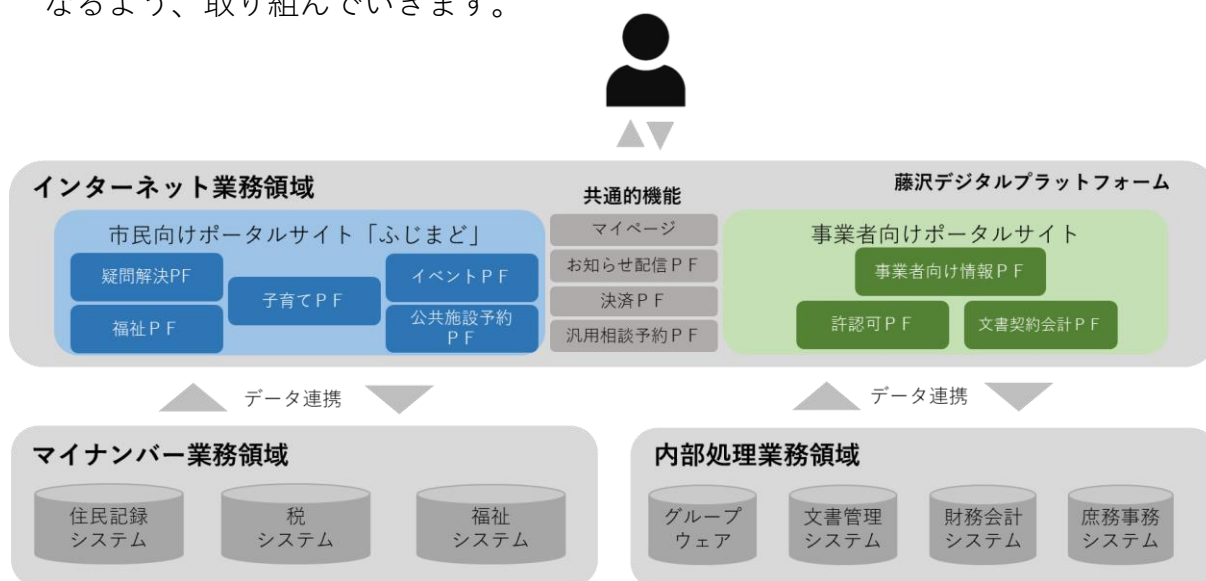 なるよう、取り組んでいきます。
インターネット業務領域
共通的機能
藤沢デジタルプラットフォーム
市民向けポータルサイト「ふじまど」
疑問解決PF
福祉ＰＦ
子育てＰＦ
イベントＰＦ
公共施設予約
ＰＦ
マイページ
お知らせ配信ＰＦ
決済ＰＦ
汎用相談予約ＰＦ
事業者向けポータルサイト
事業者向け情報ＰＦ
許認可ＰＦ
文書契約会計ＰＦ
データ連携
データ連携
マイナンバー業務領域
住民記録
システム
税
システム
福祉
システム
内部処理業務領域
グループ
ウェア
文書管理
システム
財務会計
システム
庶務事務
システム